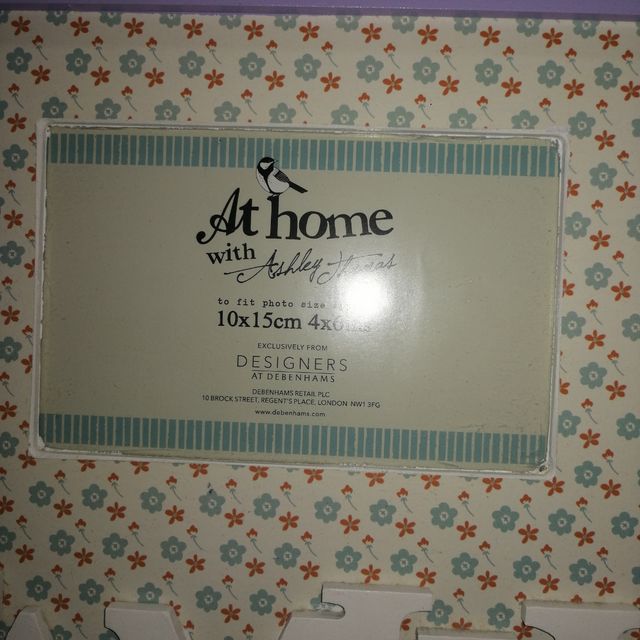 At home
with Ashley Thomas
to fit photo size
10x15cm 4x6ins
EXCLUSIVELY FROM
DESIGNERS
AT DEBENHAMS
DEBENHAMS RETAIL PLC
10 BROCK STREET, REGENT'S PLACE, LONDON NW1 3FG
www.debenhams.com